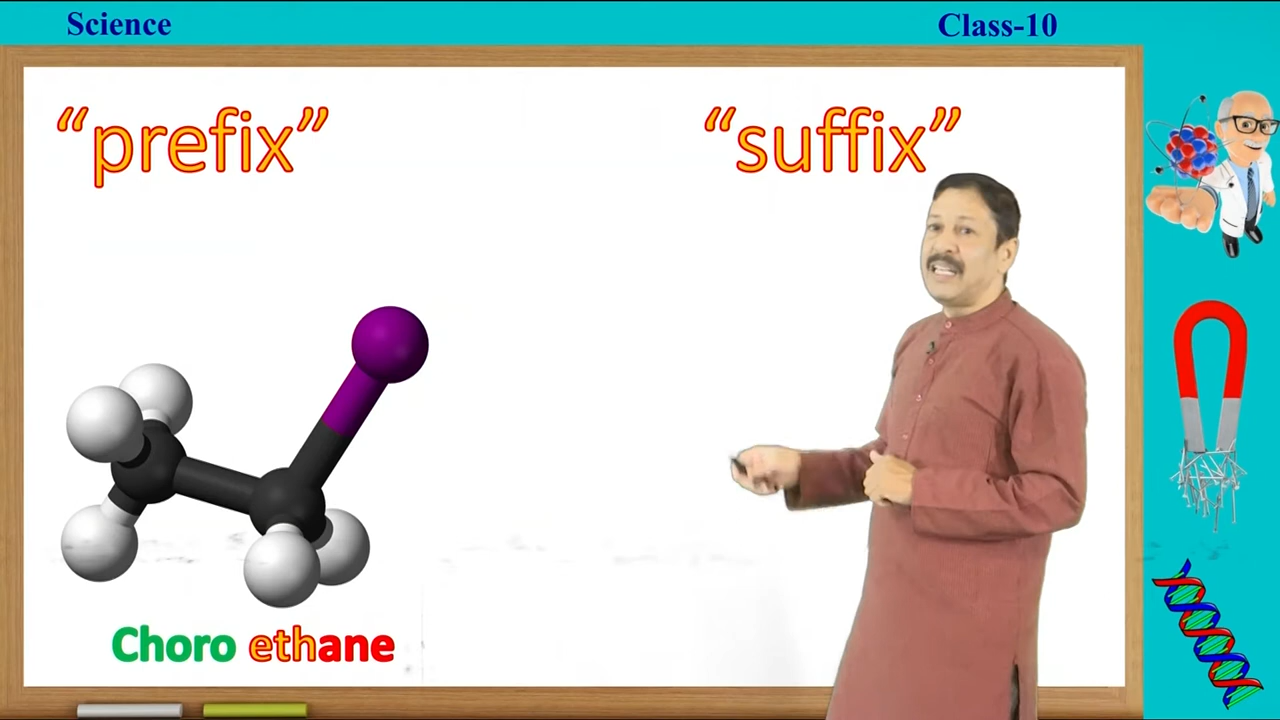 Science
Class-10
“prefix”
“suffix”
Choro ethane